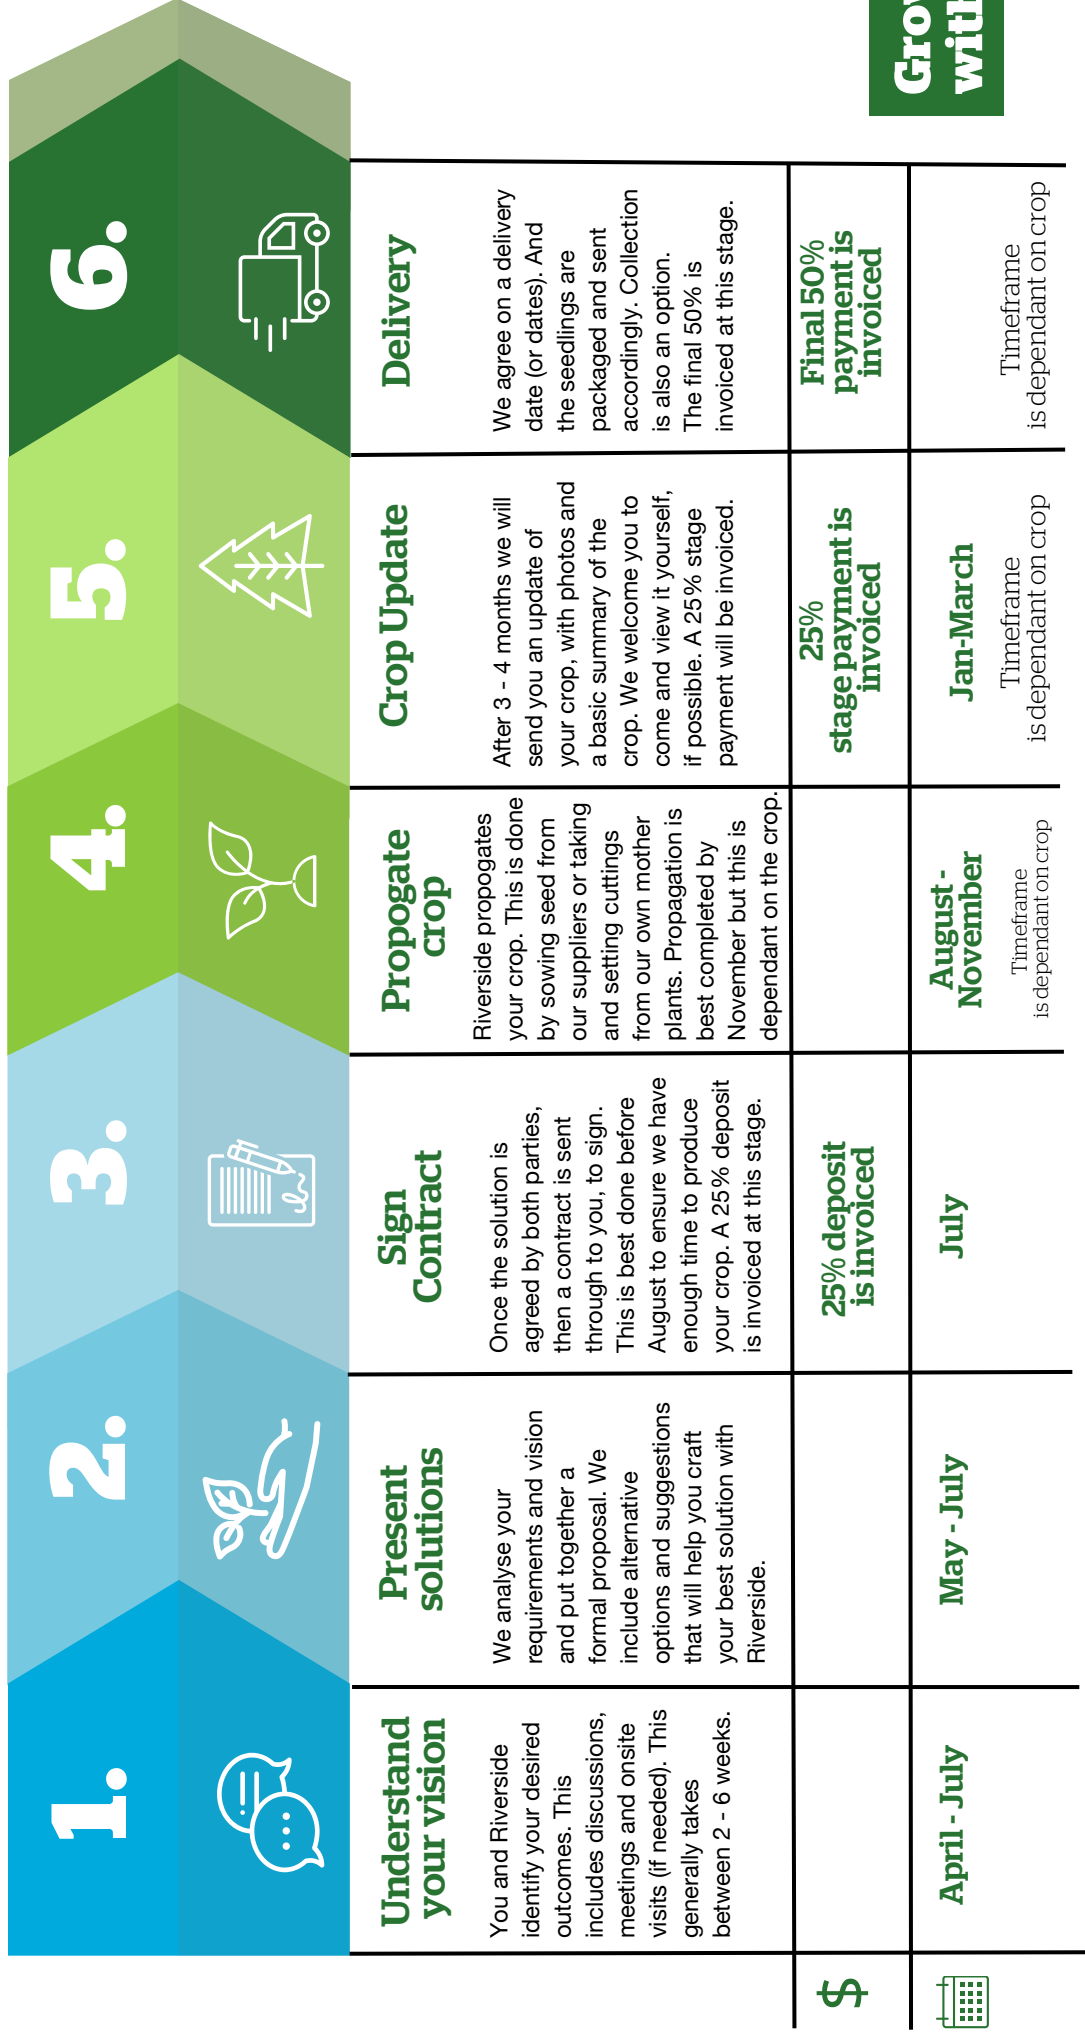 1.
2.
3.
4.
5.
6.
Understand
your vision
You and Riverside
identify your desired
outcomes. This
includes discussions,
meetings and onsite
visits (if needed). This
generally takes
between 2 - 6 weeks.
Present
solutions
We analyse your
requirements and vision
and put together a
formal proposal. We
include alternative
options and suggestions
that will help you craft
your best solution with
Riverside.
Sign
Contract
Once the solution is
agreed by both parties,
then a contract is sent
through to you, to sign.
This is best done before
August to ensure we have
enough time to produce
your crop. A 25% deposit
is invoiced at this stage.
Propogate
crop
Riverside propogates
your crop. This is done
by sowing seed from
our suppliers or taking
and setting cuttings
from our own mother
plants. Propagation is
best completed by
November but this is
dependant on the crop.
Crop Update
After 3 - 4 months we will
send you an update of
your crop, with photos and
a basic summary of the
crop. We welcome you to
come and view it yourself,
if possible. A 25% stage
payment will be invoiced.
Delivery
We agree on a delivery
date (or dates). And
the seedlings are
packaged and sent
accordingly. Collection
is also an option.
The final 50% is
invoiced at this stage.
$
25% deposit
is invoiced
25%
stage payment is
invoiced
Final 50%
payment is
invoiced
April - July
May - July
July
August -
November
Timeframe
is dependant on crop
Jan-March
Timeframe
is dependant on crop
Timeframe
is dependant on crop